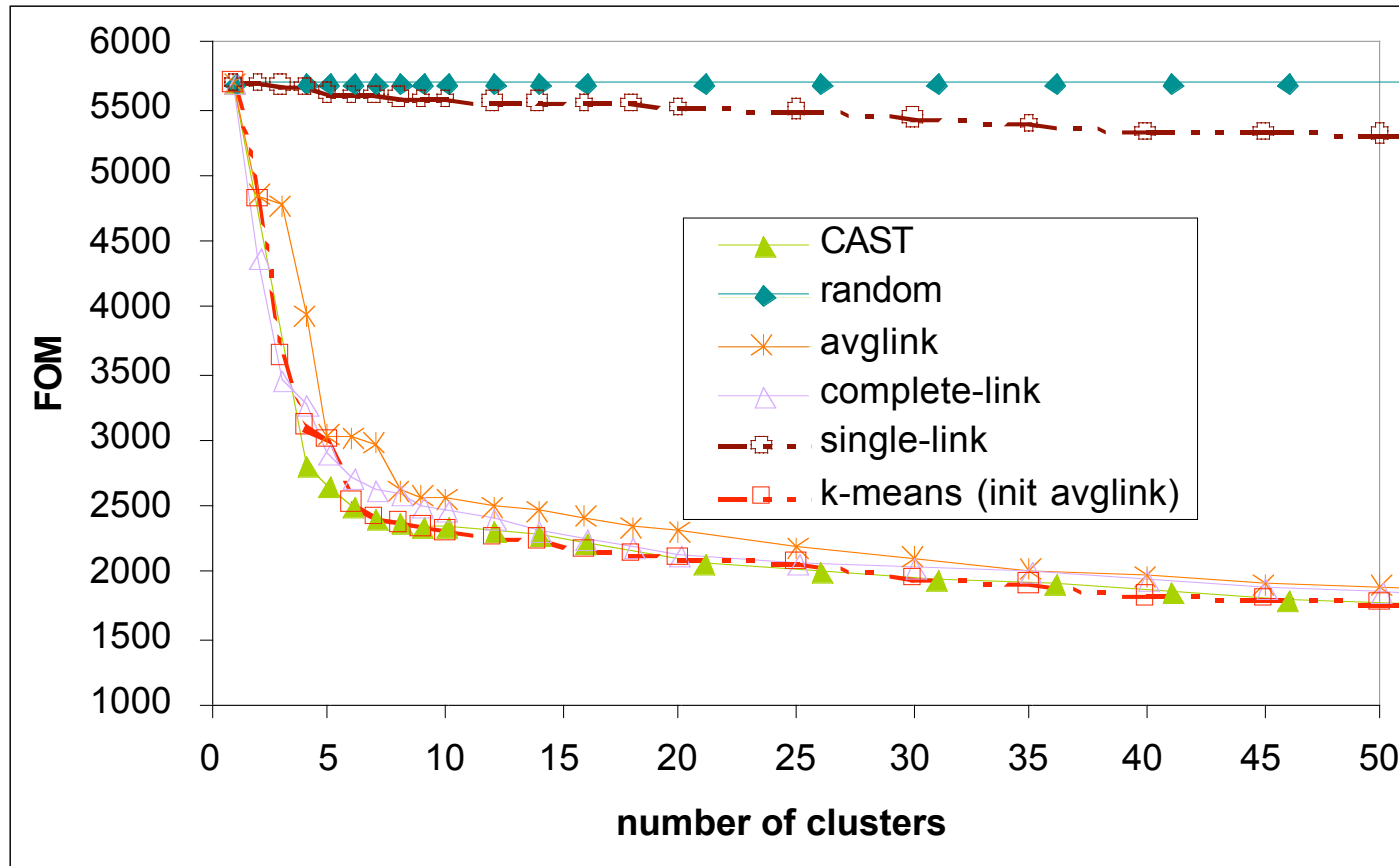 6000
5500
5000
4500
4000
3500
3000
2500
2000
1500
1000
FOM
CAST
random
avglink
complete-link
single-link
k-means (init avglink)
0 5 10 15 20 25 30 35 40 45 50
number of clusters